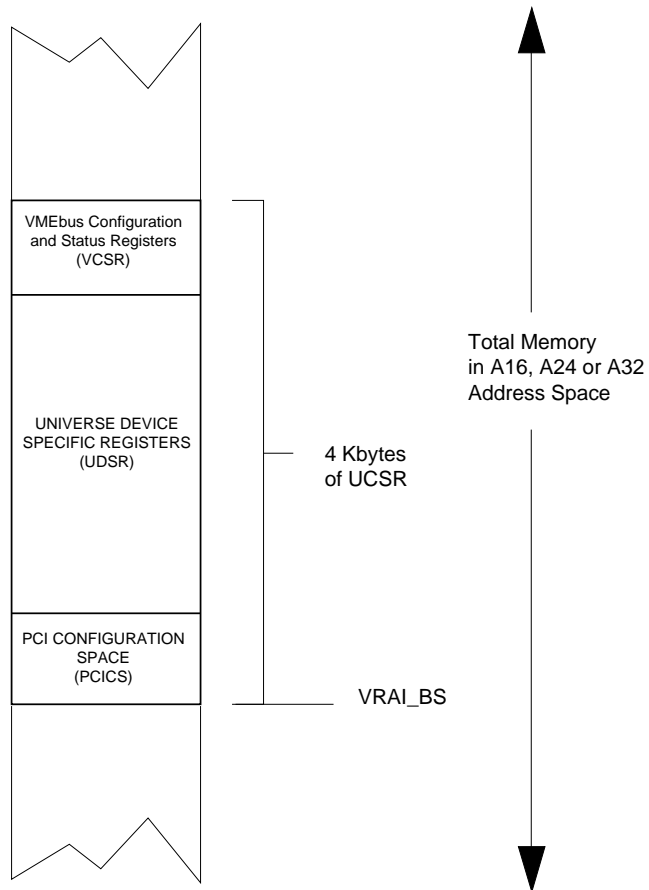 VMEbus Configuration
and Status Registers
(VCSR)
UNIVERSE DEVICE
SPECIFIC REGISTERS
(UDSR)
PCI CONFIGURATION
SPACE
(PCICS)
4 Kbytes
of UCSR
VRAI_BS
Total Memory
in A16, A24 or A32
Address Space